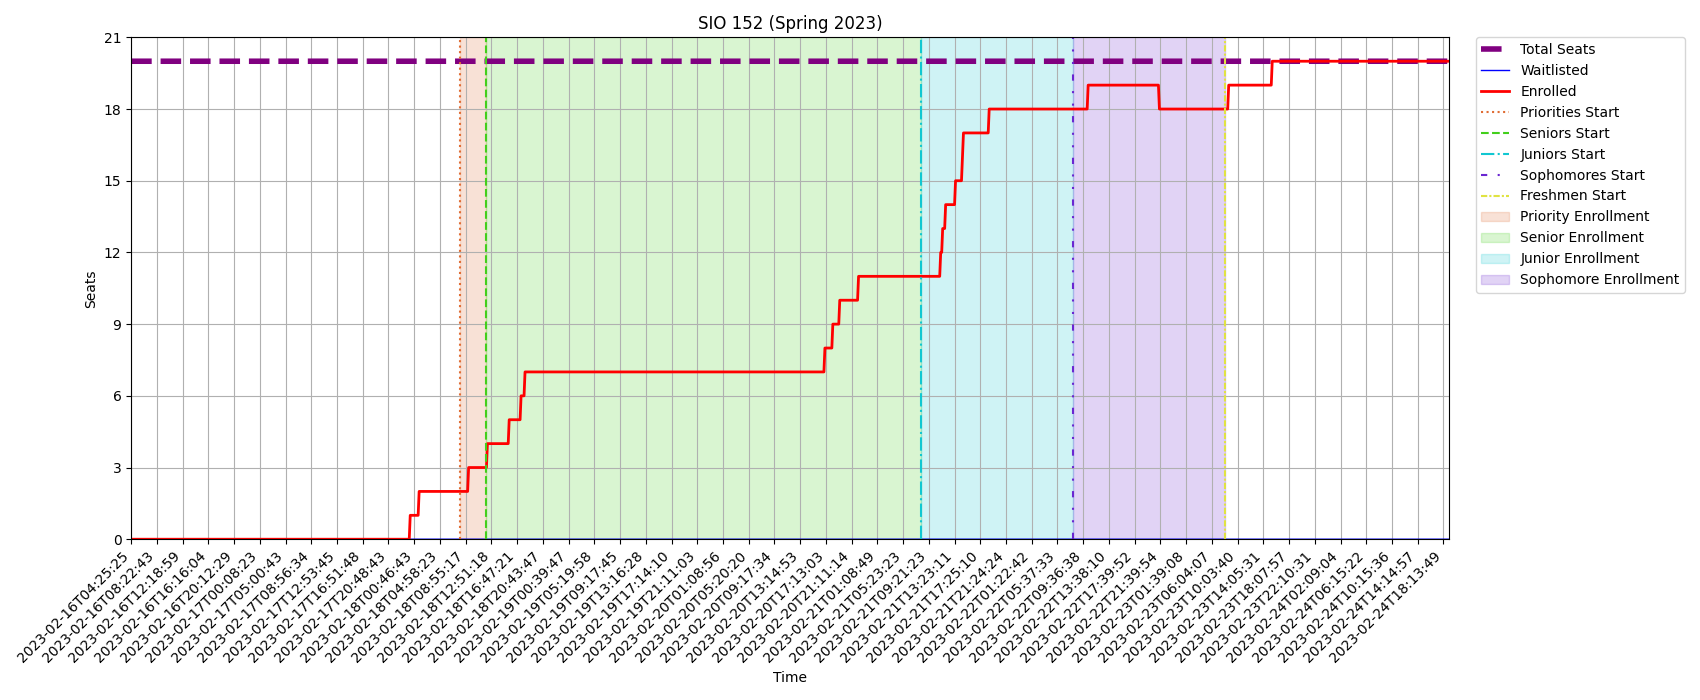 SIO 152 (Spring 2023)
Seats
21
18
15
12
9
6
3
0
2023-02-16T04:25:25
2023-02-16T08:22:43
2023-02-16T12:18:59
2023-02-16T16:16:04
2023-02-16T20:12:29
2023-02-17T00:08:23
2023-02-17T05:00:43
2023-02-17T08:56:34
2023-02-17T12:53:45
2023-02-17T16:51:48
2023-02-17T20:48:43
2023-02-18T00:46:43
2023-02-18T04:58:23
2023-02-18T08:55:17
2023-02-18T12:51:18
2023-02-18T16:47:21
2023-02-18T20:43:47
2023-02-19T00:39:47
2023-02-19T05:19:58
2023-02-19T09:17:45
2023-02-19T13:16:28
2023-02-19T17:14:10
2023-02-19T21:11:03
2023-02-20T01:08:56
2023-02-20T05:20:20
2023-02-20T09:17:34
2023-02-20T13:14:53
2023-02-20T17:13:03
2023-02-20T21:11:14
2023-02-21T01:08:49
2023-02-21T05:23:23
2023-02-21T09:21:23
2023-02-21T13:23:11
2023-02-21T17:25:10
2023-02-21T21:24:24
2023-02-22T01:22:42
2023-02-22T05:37:33
2023-02-22T09:36:38
2023-02-22T13:38:10
2023-02-22T17:39:52
2023-02-22T21:39:54
2023-02-23T01:39:08
2023-02-23T06:04:07
2023-02-23T10:03:40
2023-02-23T14:05:31
2023-02-23T18:07:57
2023-02-23T22:10:31
2023-02-24T02:09:04
2023-02-24T06:15:22
2023-02-24T10:15:36
2023-02-24T14:14:57
2023-02-24T18:13:49
Time
Total Seats
Waitlisted
Enrolled
Priorities Start
Seniors Start
Juniors Start
Sophomores Start
Freshmen Start
Priority Enrollment
Senior Enrollment
Junior Enrollment
Sophomore Enrollment